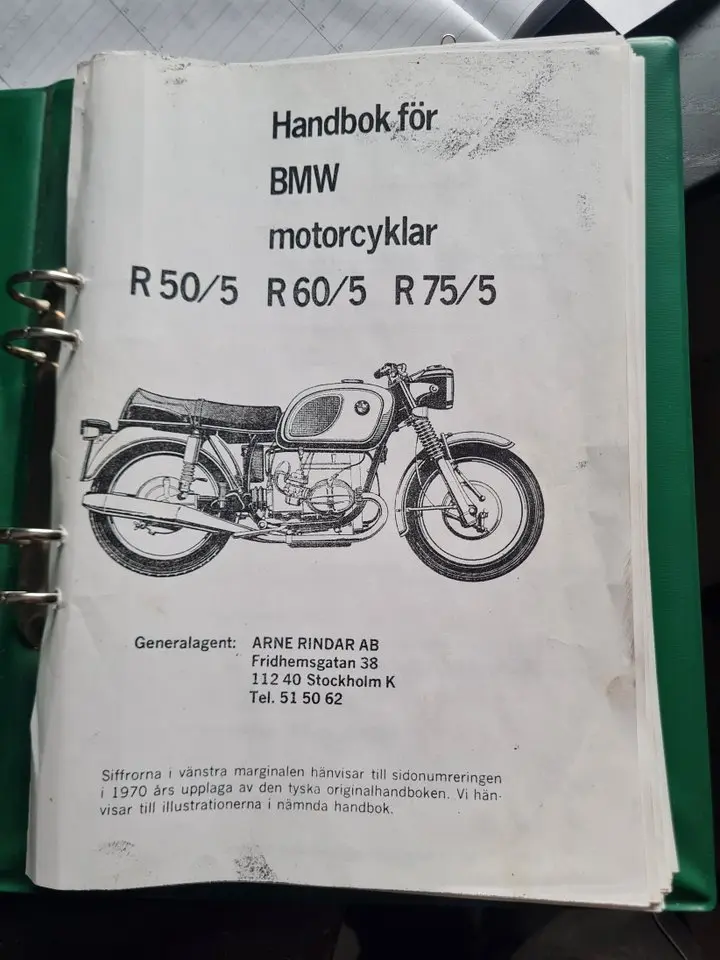 Handbok för
BMW
motorcyklar
R 50/5 R 60/5 R 75/5
Generalagent: ARNE RINDAR AB
Fridhemsgatan 38
112 40 Stockholm K
Tel. 51 50 62
Siffrorna i vänstra marginalen hänvisar till sidonumreringen
i 1970 års upplaga av den tyska originalhandboken. Vi hän-
visar till illustrationerna i nämnda handbok.